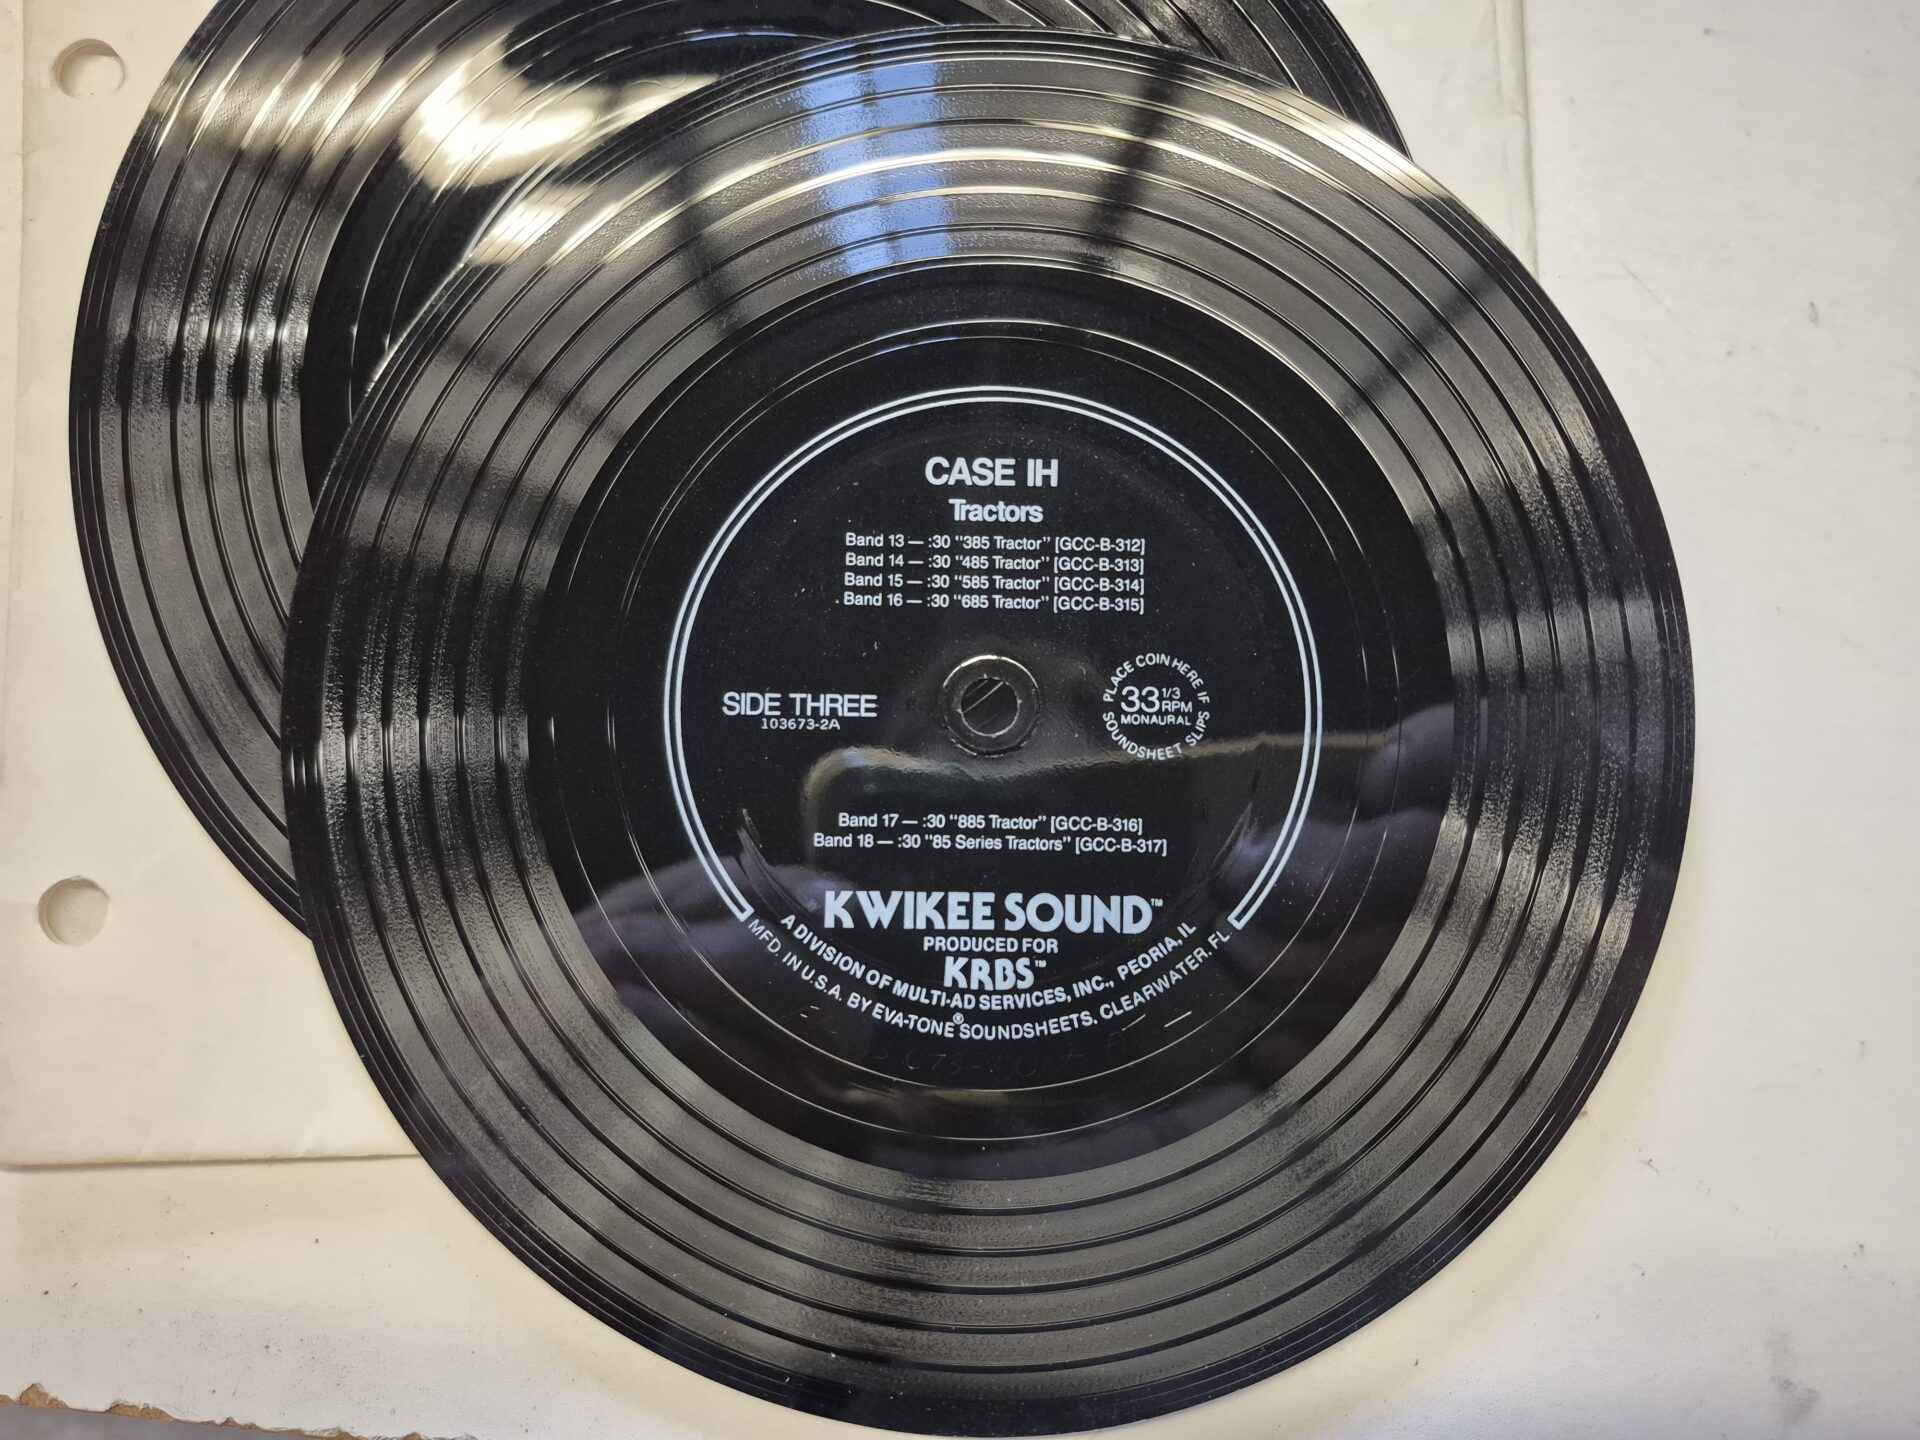 CASE IH
Tractors
Band 13 — :30 "385 Tractor" [GCC-B-312]
Band 14 — :30 "485 Tractor" [GCC-B-313]
Band 15 — :30 "585 Tractor" [GCC-B-314]
Band 16 — :30 "685 Tractor" [GCC-B-315]
SIDE THREE
103673-2A
PLACE COIN HERE IF SOUNDSHEET SLIPS
33 1/3 RPM
MONAURAL
Band 17 — :30 "885 Tractor" [GCC-B-316]
Band 18 — :30 "85 Series Tractors" [GCC-B-317]
KWIKEE SOUND™
PRODUCED FOR
KRBS™
A DIVISION OF MULTI-AD SERVICES, INC., PEORIA, IL
MFD. IN U.S.A. BY EVA-TONE® SOUNDSHEETS, CLEARWATER, FL